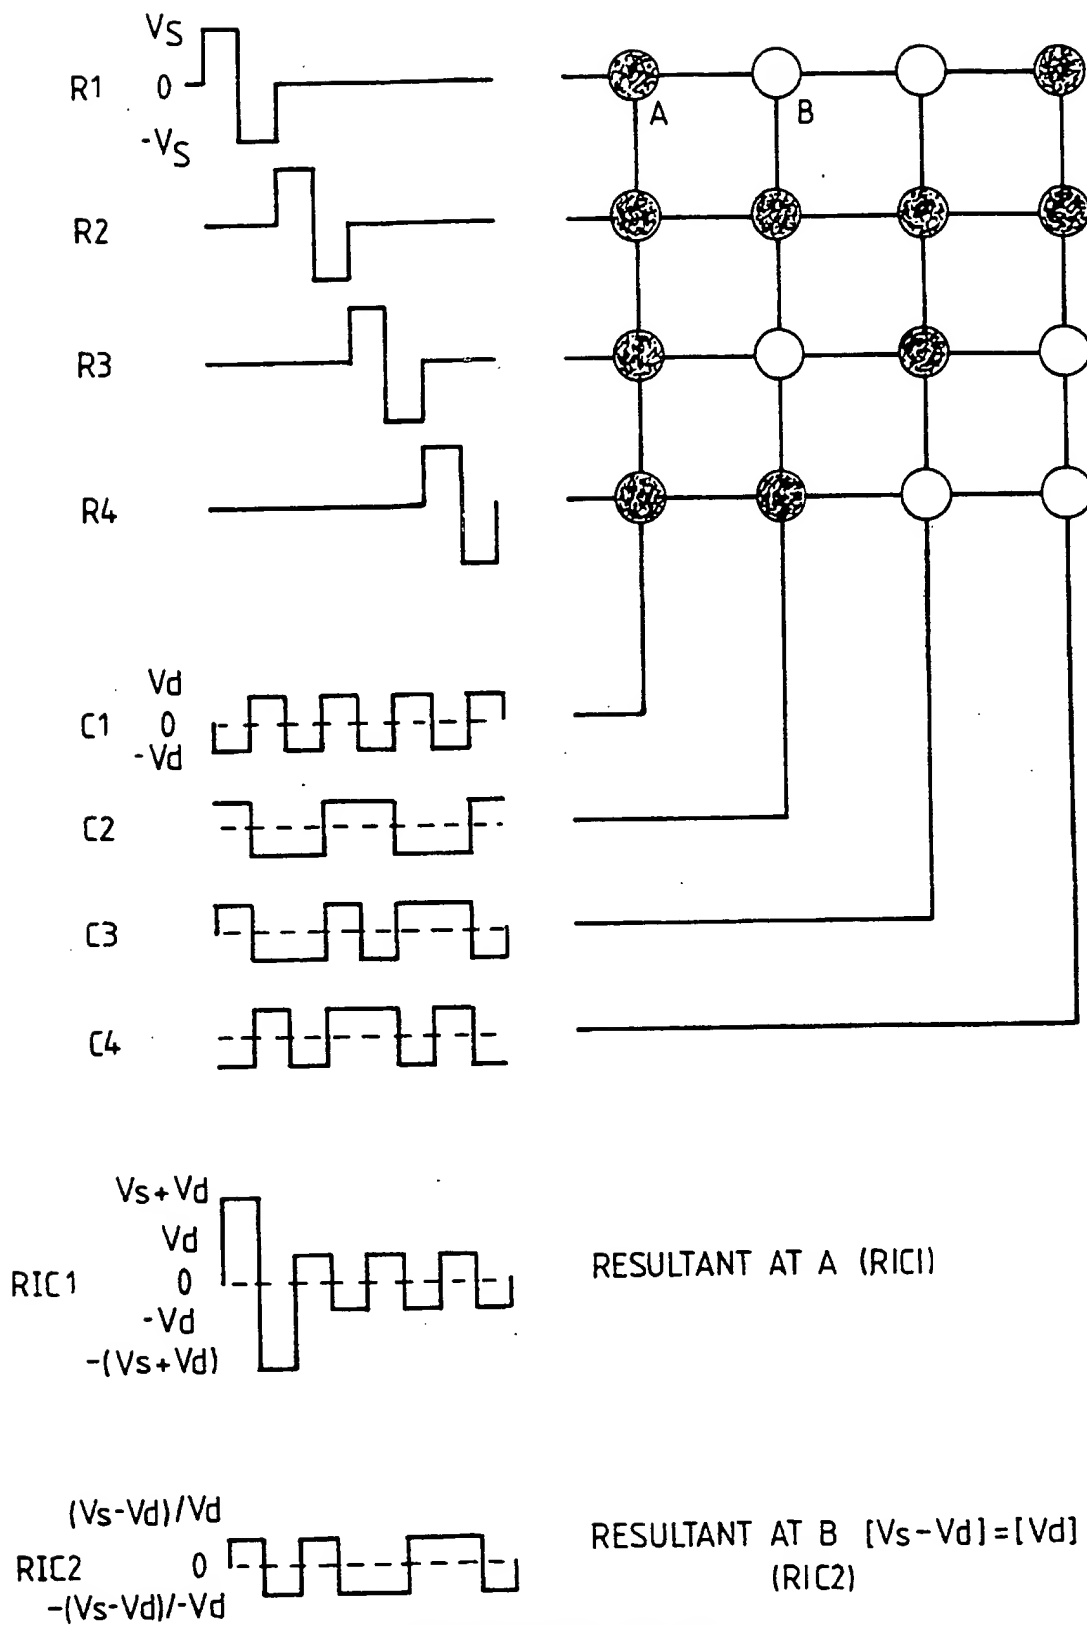 VS
R1 0
-VS
A B
R2
R3
R4
Vd
C1 0
-Vd
C2
C3
C4
Vs+Vd
Vd
RIC1 0
-Vd
-(Vs+Vd)
RESULTANT AT A (RIC1)
(Vs-Vd)/Vd
RIC2 0
-(Vs-Vd)/-Vd
RESULTANT AT B [Vs-Vd]=[Vd]
(RIC2)